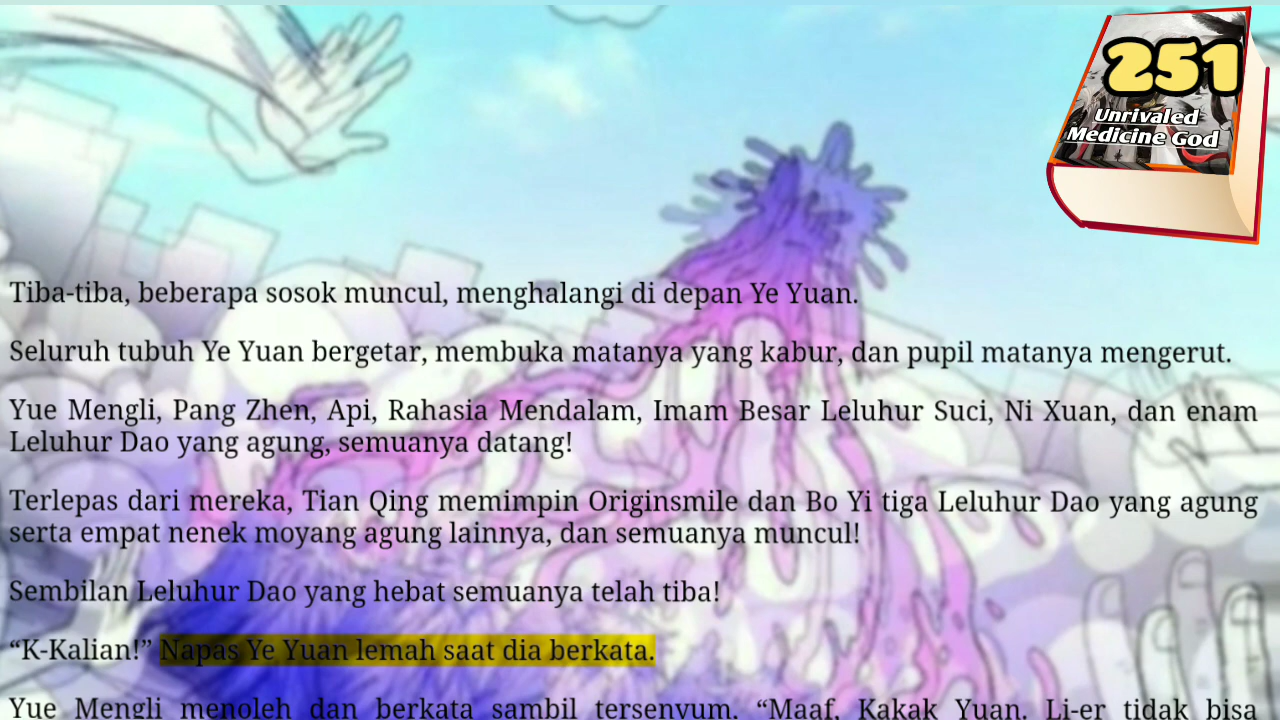 251
Unrivaled
Medicine God
Tiba-tiba, beberapa sosok muncul, menghalangi di depan Ye Yuan.
Seluruh tubuh Ye Yuan bergetar, membuka matanya yang kabur, dan pupil matanya mengerut.
Yue Mengli, Pang Zhen, Api, Rahasia Mendalam, Imam Besar Leluhur Suci, Ni Xuan, dan enam
Leluhur Dao yang agung, semuanya datang!
Terlepas dari mereka, Tian Qing memimpin Originsmile dan Bo Yi tiga Leluhur Dao yang agung
serta empat nenek moyang agung lainnya, dan semuanya muncul!
Sembilan Leluhur Dao yang hebat semuanya telah tiba!
“K-Kalian!” Napas Ye Yuan lemah saat dia berkata.
Yue Mengli menoleh dan berkata sambil tersenyum. “Maaf, Kakak Yuan. Li-er tidak bisa